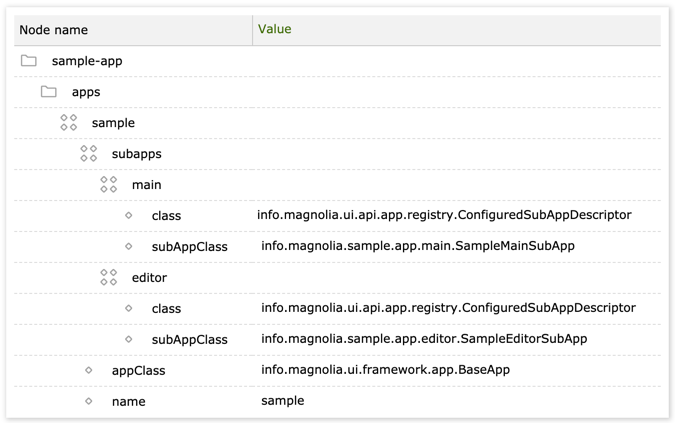 Node name Value
sample-app
apps
sample
subapps
main
class info.magnolia.ui.api.app.registry.ConfiguredSubAppDescriptor
subAppClass info.magnolia.sample.app.main.SampleMainSubApp
editor
class info.magnolia.ui.api.app.registry.ConfiguredSubAppDescriptor
subAppClass info.magnolia.sample.app.editor.SampleEditorSubApp
appClass info.magnolia.ui.framework.app.BaseApp
name sample